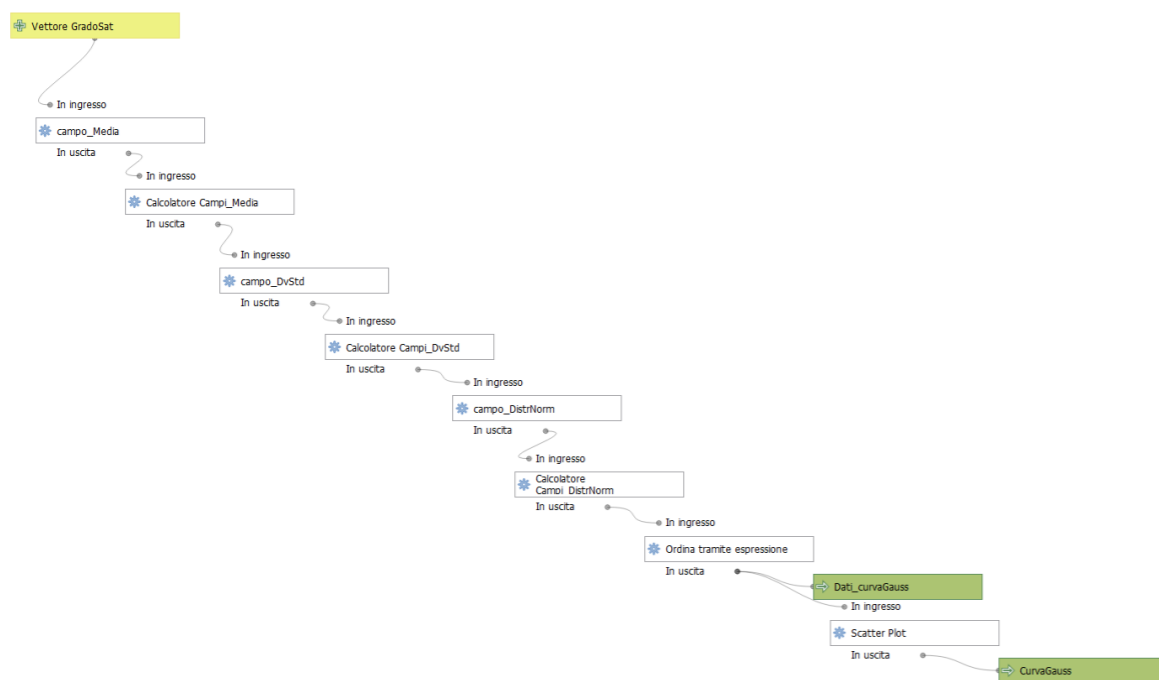 Vettore GradoSat
In ingresso
campo_Media
In uscita
In ingresso
Calcolatore Campi_Media
In uscita
In ingresso
campo_DvStd
In uscita
In ingresso
Calcolatore Campi_DvStd
In uscita
In ingresso
campo_DistrNorm
In uscita
In ingresso
Calcolatore
Campi_DistrNorm
In uscita
In ingresso
Ordina tramite espressione
In uscita
Dati_curvaGauss
In ingresso
Scatter Plot
In uscita
CurvaGauss